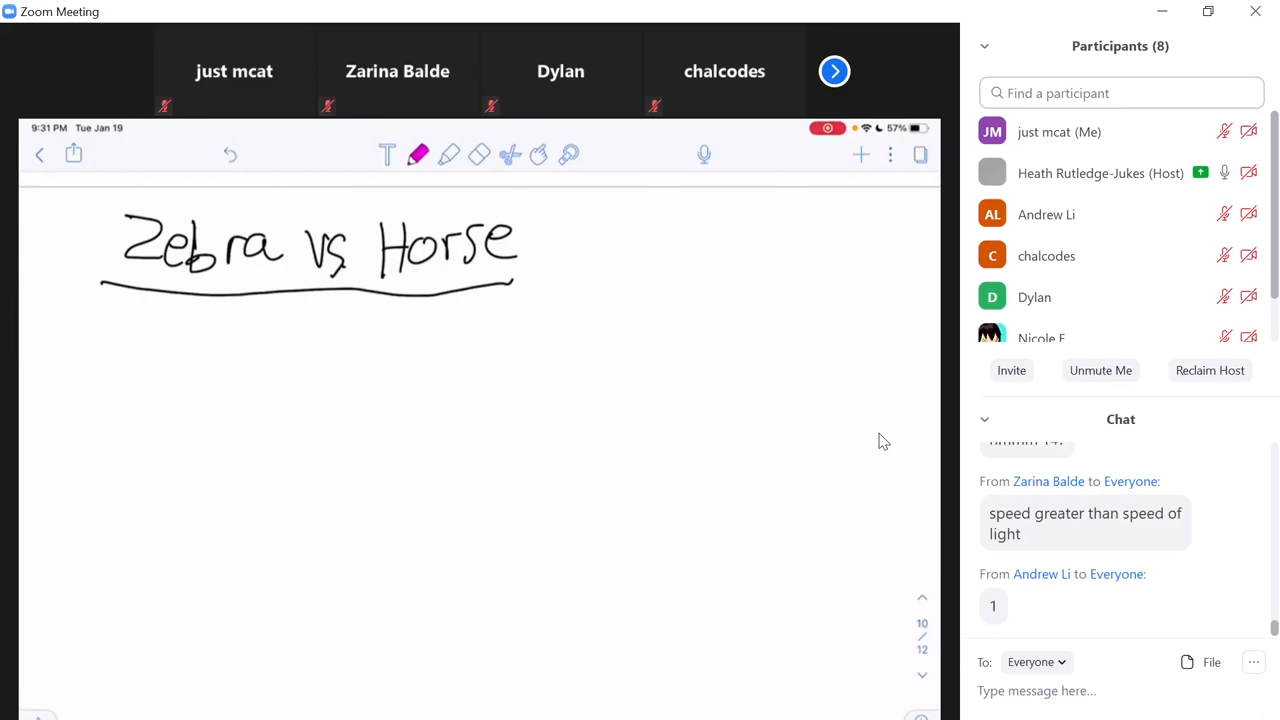 Zoom Meeting
just mcat
Zarina Balde
Dylan
chalcodes
9:31 PM Tue Jan 19
57%
T
Zebra vs Horse
10
/
12
Participants (8)
Find a participant
JM just mcat (Me)
Heath Rutledge-Jukes (Host)
AL Andrew Li
C chalcodes
D Dylan
Invite Unmute Me Reclaim Host
Chat
From Zarina Balde to Everyone:
speed greater than speed of
light
From Andrew Li to Everyone:
1
To: Everyone File ...
Type message here...